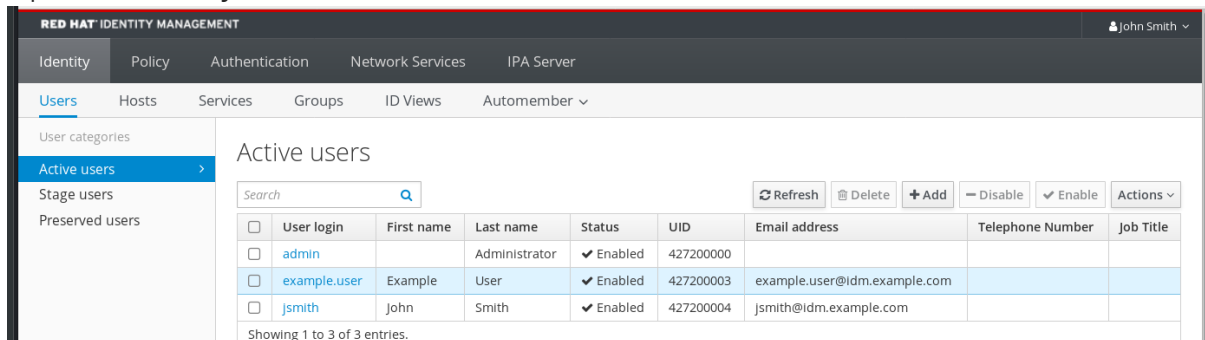 RED HAT® IDENTITY MANAGEMENT John Smith
Identity Policy Authentication Network Services IPA Server
Users Hosts Services Groups ID Views Automember
User categories
Active users
Stage users
Preserved users
Active users
Search Refresh Delete Add Disable Enable Actions
User login First name Last name Status UID Email address Telephone Number Job Title
admin Administrator Enabled 427200000
example.user Example User Enabled 427200003 example.user@idm.example.com
jsmith John Smith Enabled 427200004 jsmith@idm.example.com
Showing 1 to 3 of 3 entries.